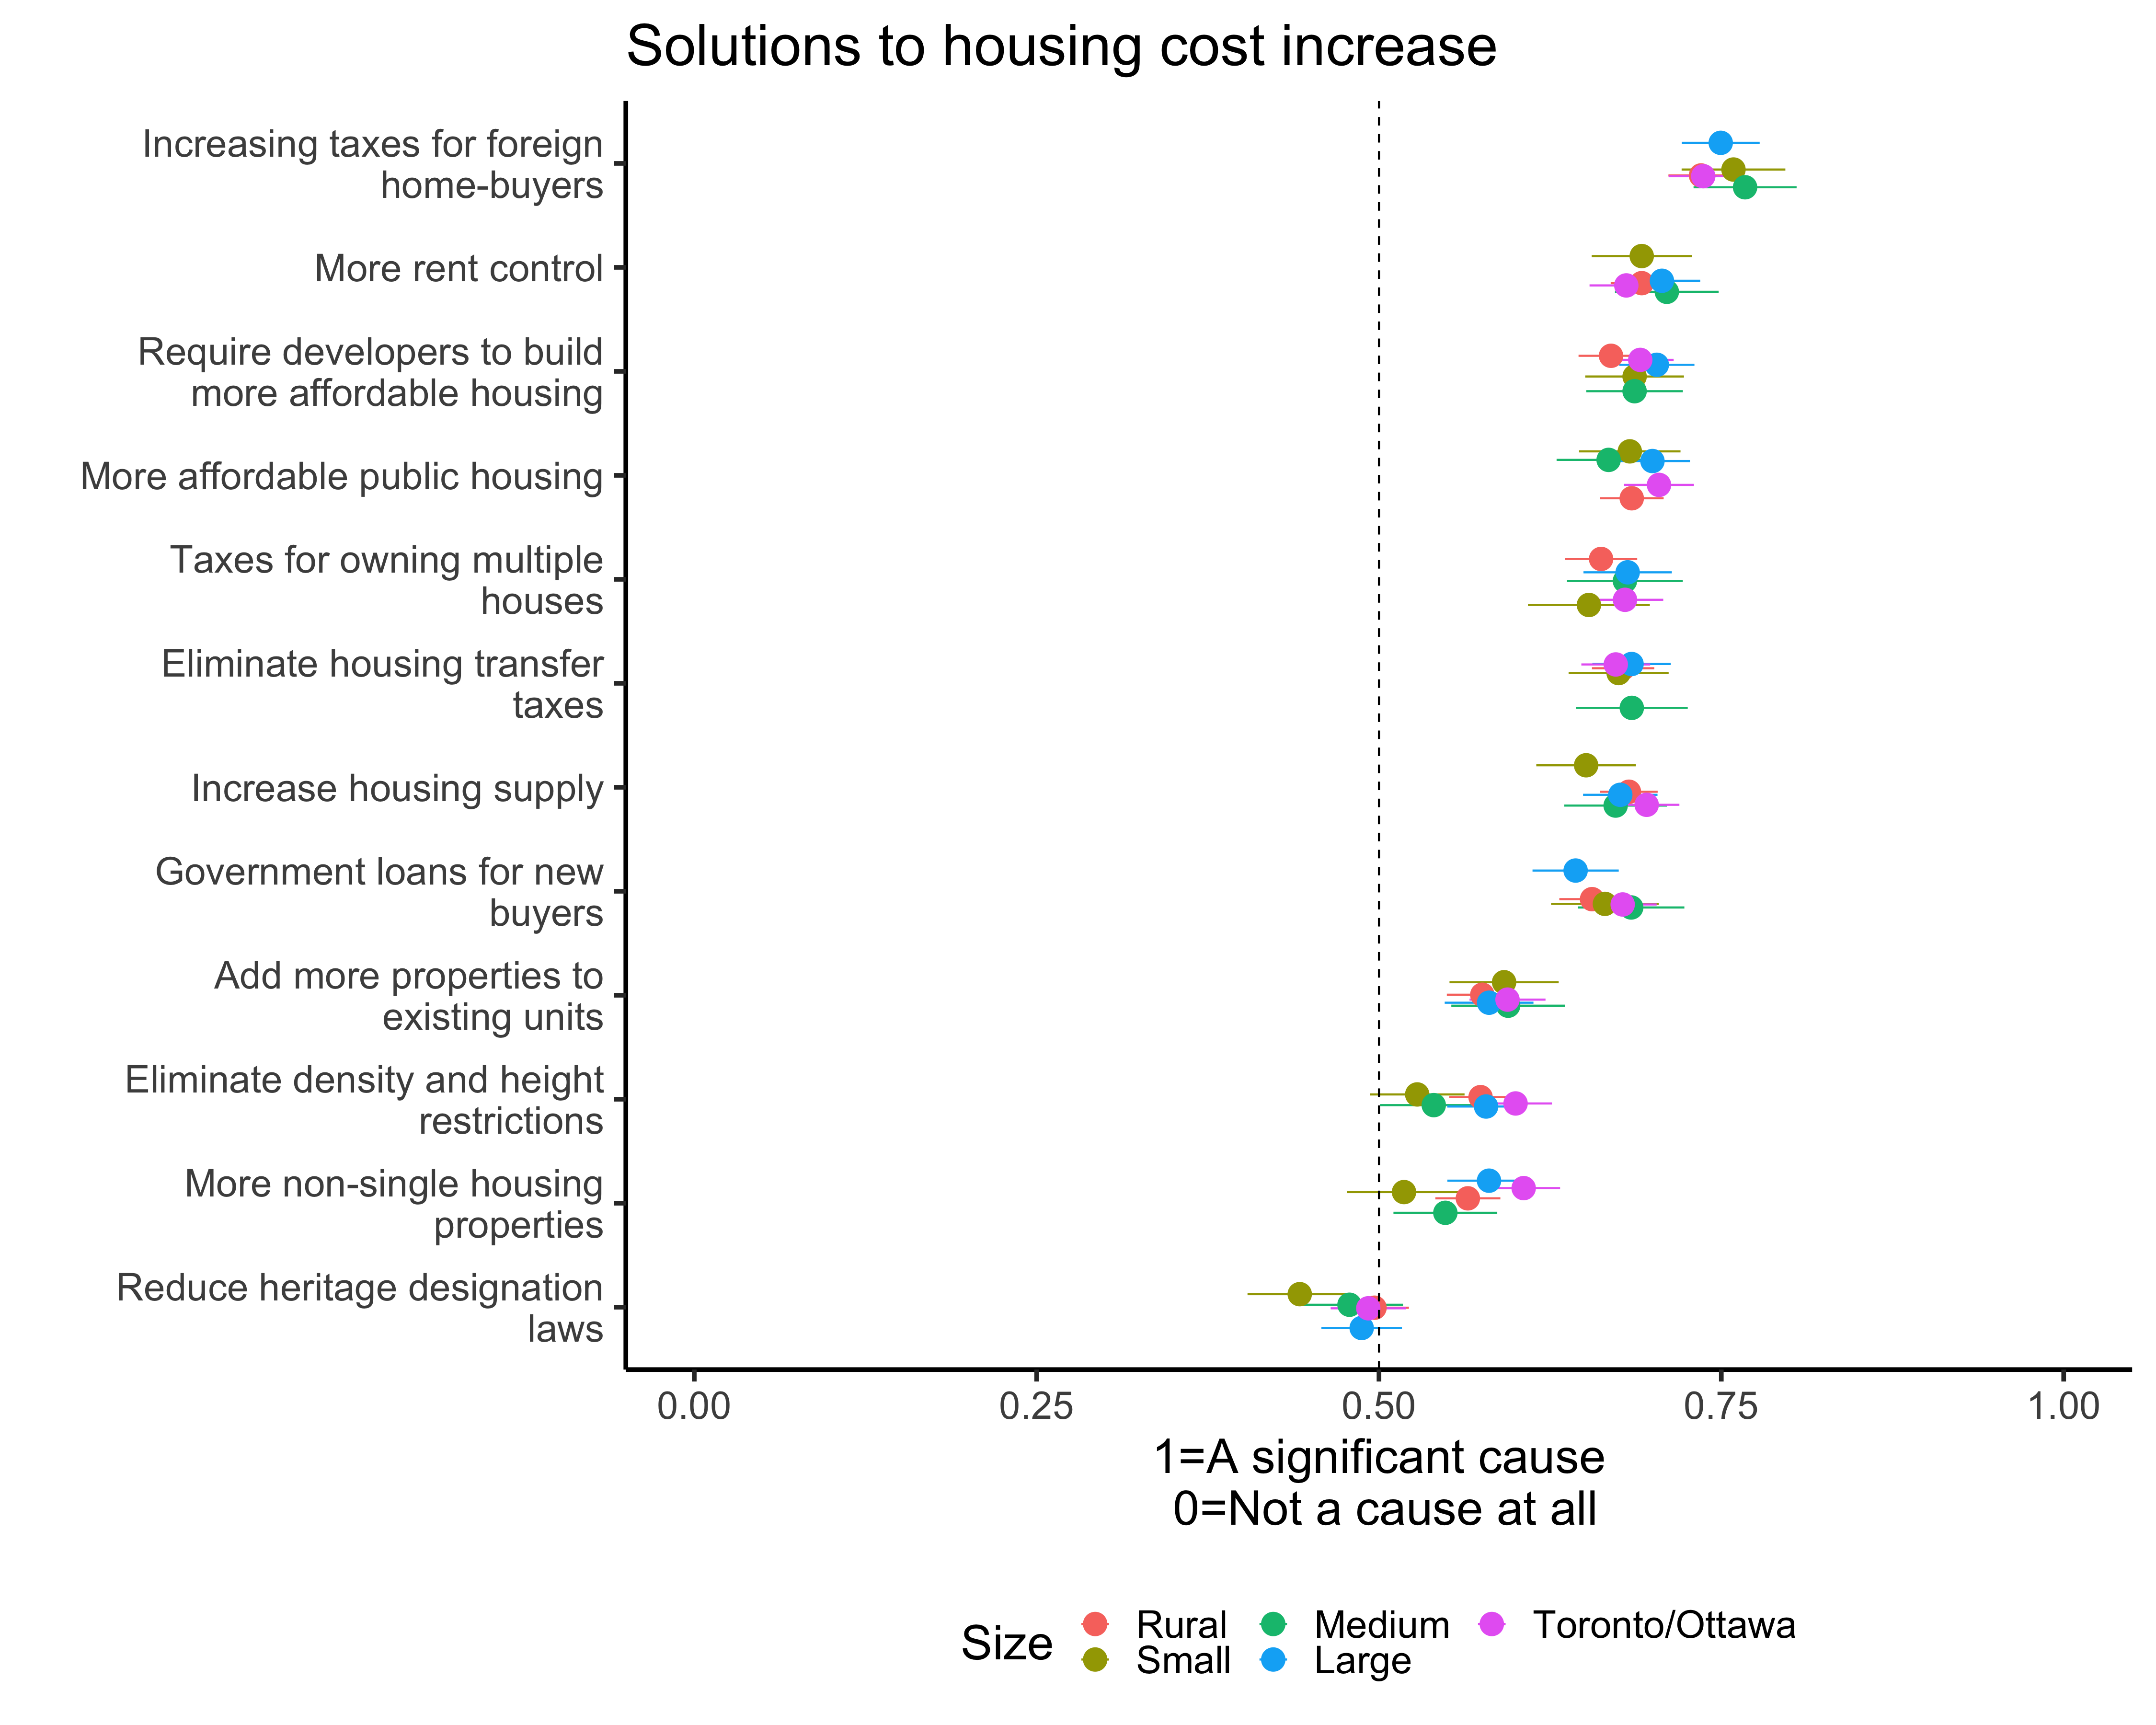 Solutions to housing cost increase
Increasing taxes for foreign
home-buyers
More rent control
Require developers to build
more affordable housing
More affordable public housing
Taxes for owning multiple
houses
Eliminate housing transfer
taxes
Increase housing supply
Government loans for new
buyers
Add more properties to
existing units
Eliminate density and height
restrictions
More non-single housing
properties
Reduce heritage designation
laws
0.00 0.25 0.50 0.75 1.00
1=A significant cause
0=Not a cause at all
Size
Rural Medium Toronto/Ottawa
Small Large